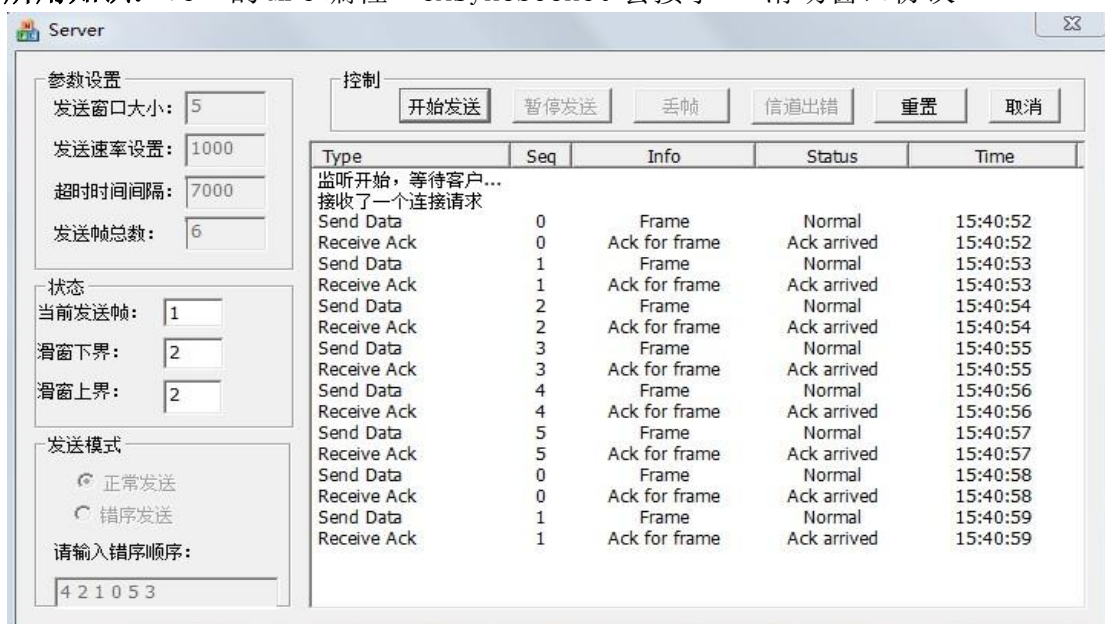 Server
参数设置
发送窗口大小: 5
发送速率设置: 1000
超时时间间隔: 7000
发送帧总数: 6
状态
当前发送帧: 1
滑窗下界: 2
滑窗上界: 2
发送模式
正常发送
错序发送
请输入错序顺序:
4 2 1 0 5 3
控制
开始发送 暂停发送 丢帧 信道出错 重置 取消
Type Seq Info Status Time
监听开始，等待客户...
接收了一个连接请求
Send Data 0 Frame Normal 15:40:52
Receive Ack 0 Ack for frame Ack arrived 15:40:52
Send Data 1 Frame Normal 15:40:53
Receive Ack 1 Ack for frame Ack arrived 15:40:53
Send Data 2 Frame Normal 15:40:54
Receive Ack 2 Ack for frame Ack arrived 15:40:54
Send Data 3 Frame Normal 15:40:55
Receive Ack 3 Ack for frame Ack arrived 15:40:55
Send Data 4 Frame Normal 15:40:56
Receive Ack 4 Ack for frame Ack arrived 15:40:56
Send Data 5 Frame Normal 15:40:57
Receive Ack 5 Ack for frame Ack arrived 15:40:57
Send Data 0 Frame Normal 15:40:58
Receive Ack 0 Ack for frame Ack arrived 15:40:58
Send Data 1 Frame Normal 15:40:59
Receive Ack 1 Ack for frame Ack arrived 15:40:59